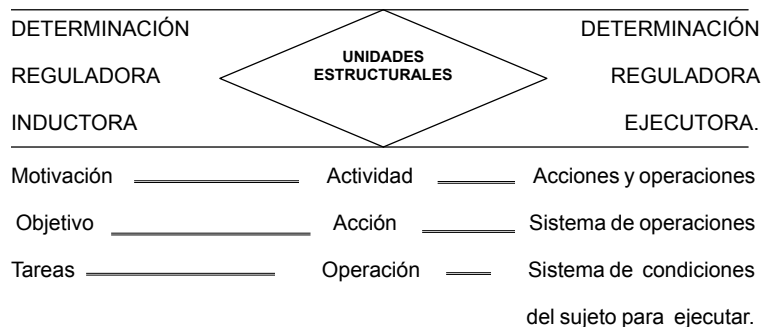 DETERMINACIÓN DETERMINACIÓN
UNIDADES
REGULADORA ESTRUCTURALES REGULADORA
INDUCTORA EJECUTORA.
Motivación Actividad Acciones y operaciones
Objetivo Acción Sistema de operaciones
Tareas Operación Sistema de condiciones
del sujeto para ejecutar.